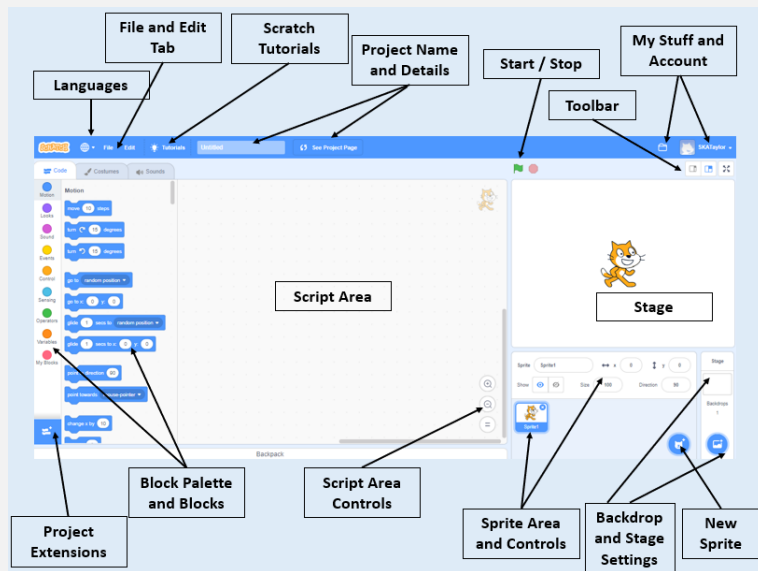 File and Edit
Tab
Scratch
Tutorials
Project Name
and Details
Start / Stop
My Stuff and
Account
Languages
Toolbar
SCRATCH
File
Edit
Tutorials
Untitled
See Project Page
SKATaylor
Code
Costumes
Sounds
Motion
Looks
Sound
Events
Control
Sensing
Operators
Variables
My Blocks
Motion
move 10 steps
turn 15 degrees
turn 15 degrees
go to random position
go to x: 0 y: 0
glide 1 secs to random position
glide 1 secs to x: 0 y: 0
direction 90
point towards
change x by 10
Script Area
Stage
Sprite Sprite1 x 0 y 0
Show Size 100 Direction 90
Sprite1
Stage
Backdrops
1
Backpack
Block Palette
and Blocks
Script Area
Controls
Project
Extensions
Sprite Area
and Controls
Backdrop
and Stage
Settings
New
Sprite